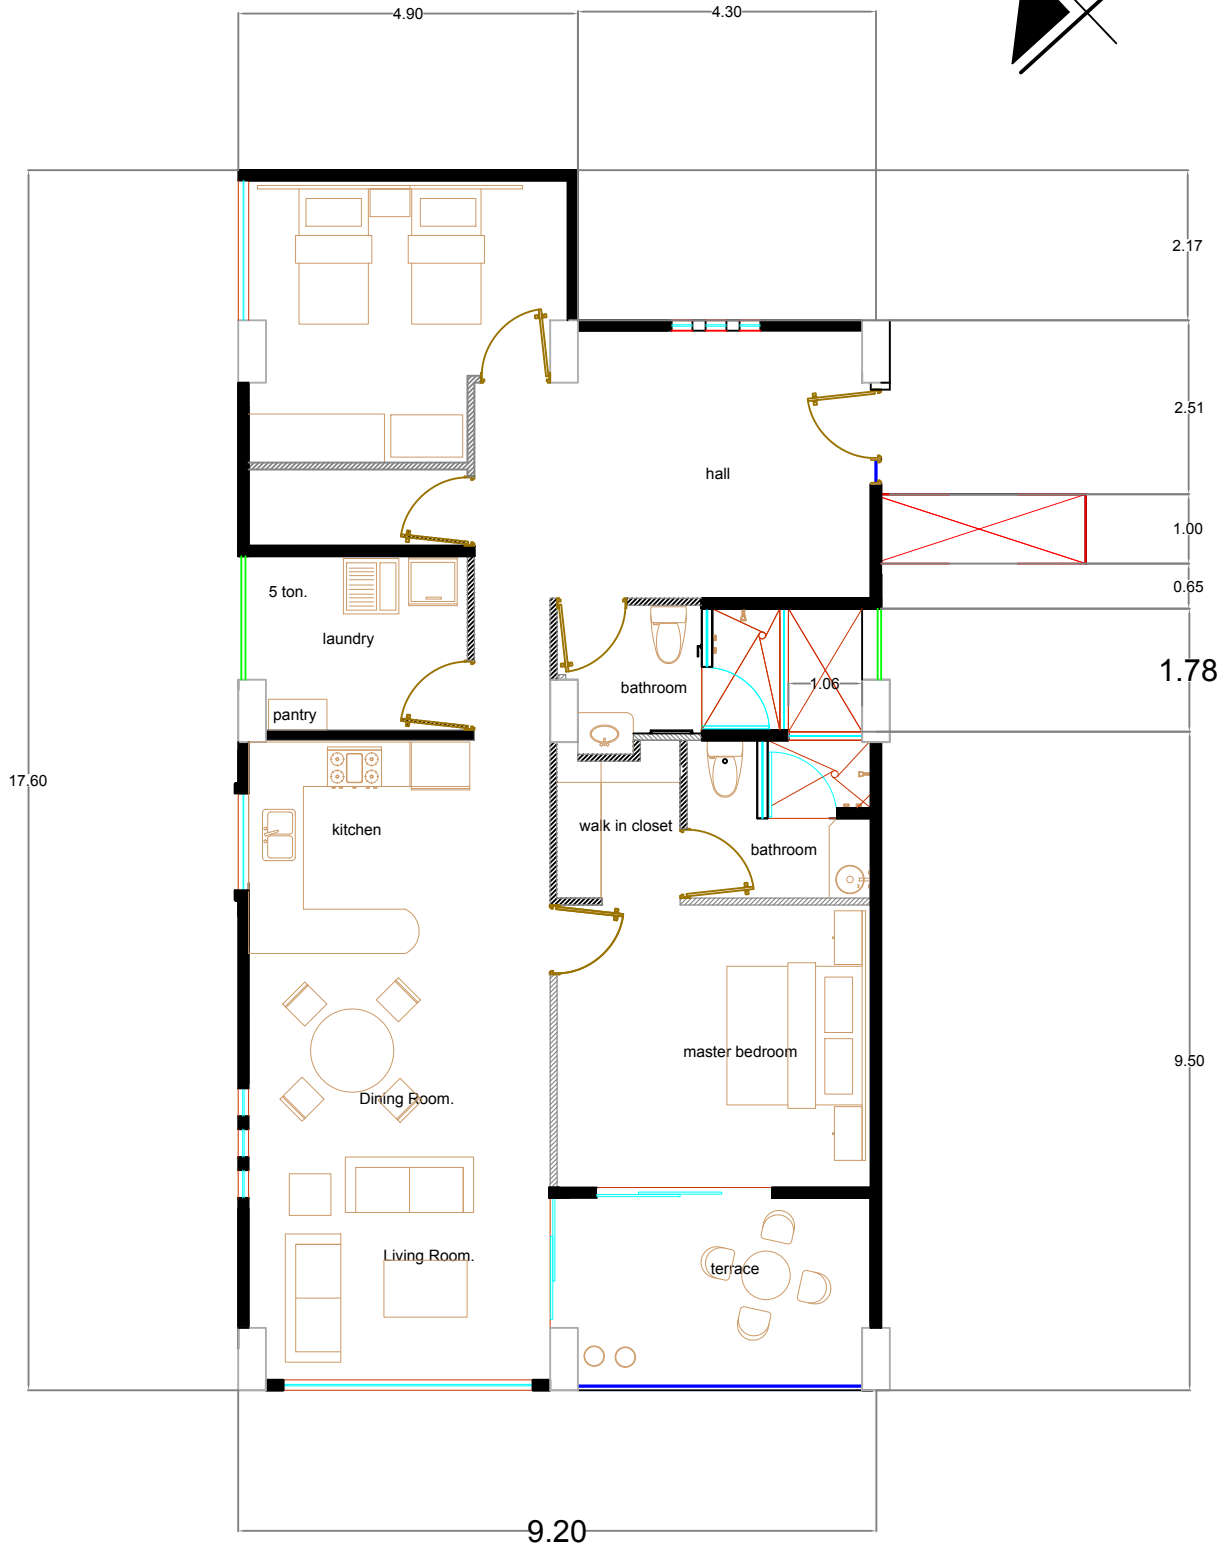 4.90
4.30
2.17
2.51
hall
1.00
5 ton.
0.65
laundry
1.78
bathroom
1.06
pantry
17.60
walk in closet
kitchen
bathroom
master bedroom
9.50
Dining Room.
Living Room.
terrace
9.20